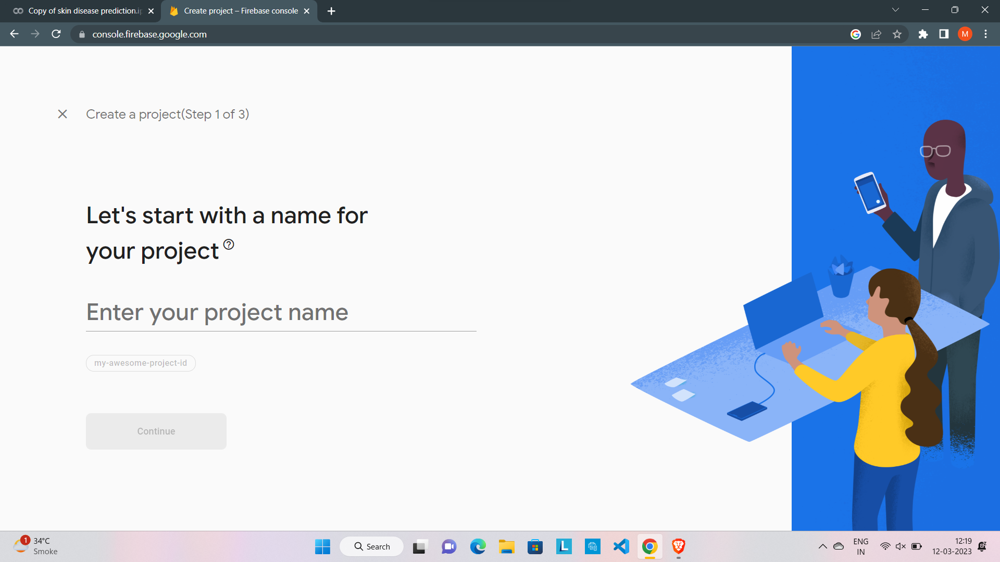 Copy of skin disease prediction.ip
Create project – Firebase console
console.firebase.google.com
M
Create a project(Step 1 of 3)
Let's start with a name for
your project
Enter your project name
my-awesome-project-id
Continue
1
34°C
Smoke
Search
L
ENG
IN
12:19
12-03-2023